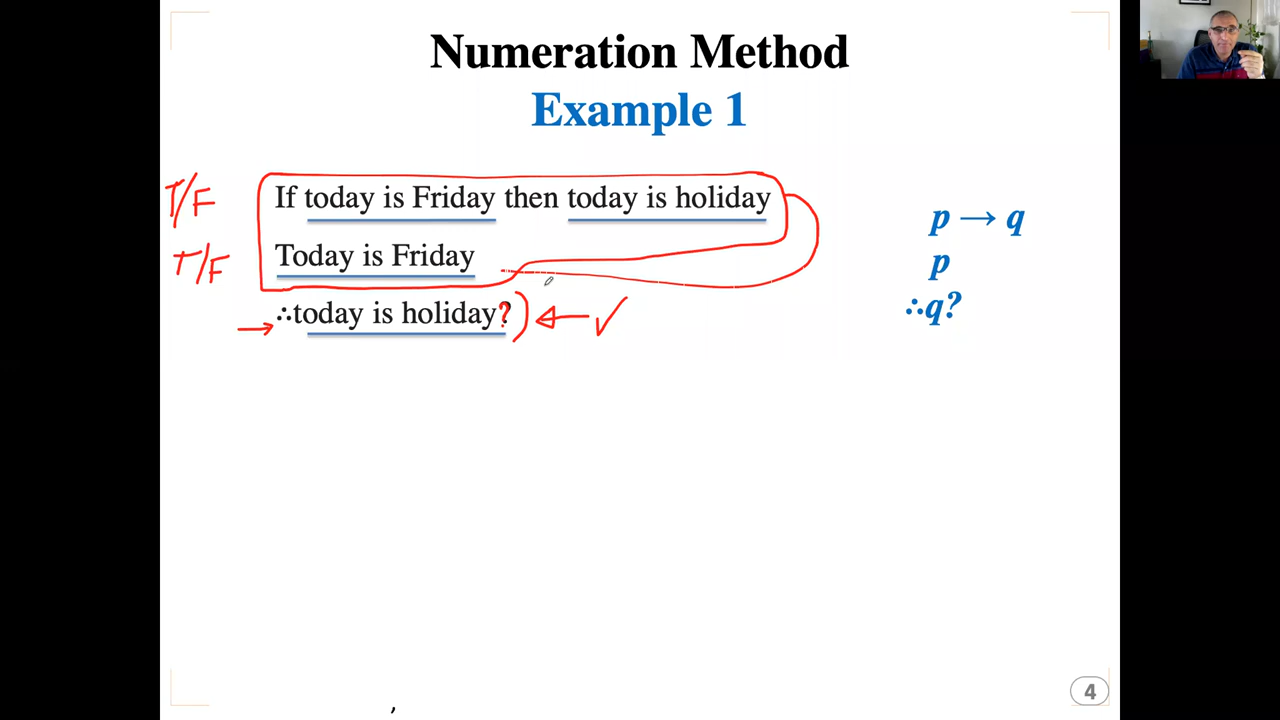 Numeration Method
Example 1
T/F If today is Friday then today is holiday
T/F Today is Friday
∴today is holiday?
p → q
p
∴q?
4